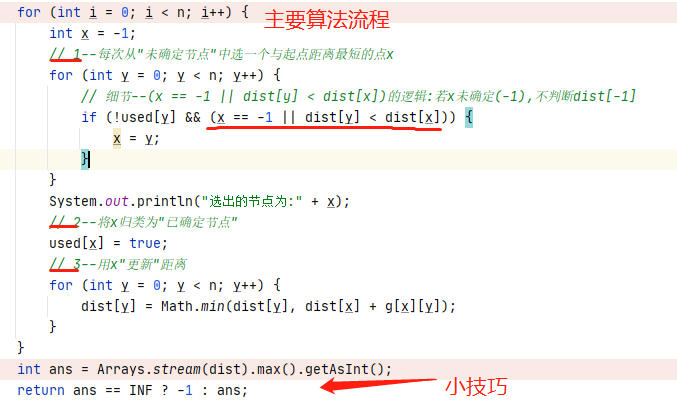 for (int i = 0; i < n; i++) { 主要算法流程
int x = -1;
// 1--每次从"未确定节点"中选一个与起点距离最短的点x
for (int y = 0; y < n; y++) {
// 细节--(x == -1 || dist[y] < dist[x])的逻辑:若x未确定(-1),不判断dist[-1]
if (!used[y] && (x == -1 || dist[y] < dist[x])) {
x = y;
}
}
System.out.println("选出的节点为:" + x);
// 2--将x归类为"已确定节点"
used[x] = true;
// 3--用x"更新"距离
for (int y = 0; y < n; y++) {
dist[y] = Math.min(dist[y], dist[x] + g[x][y]);
}
}
int ans = Arrays.stream(dist).max().getAsInt();
return ans == INF ? -1 : ans; 小技巧